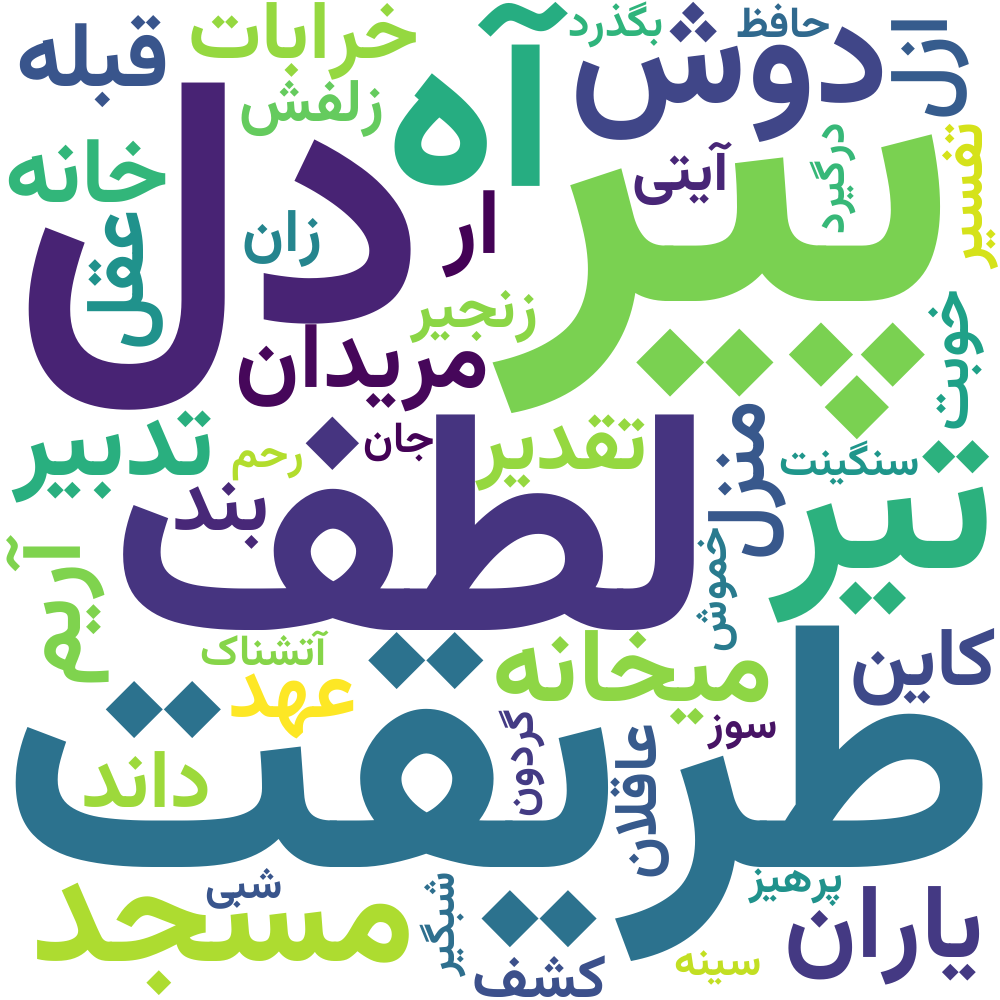 قبله
خرابات
آه
بگذرد
دوش
حافظ
ازل
زلفش
دل
پیر
آیتی
درگیرد
تفسیر
خانه
عقل
زان
ار
زنجیر
مریدان
خوبت
تدبیر
رحم
جان
تقدیر
منزل
سنگینت
تیر
بند
لطف
خموش
آریم
آتشناک
عهد
میخانه
کاین
سوز
طریقت
گردون
عاقلان
داند
مسجد
شبی
شبگیر
کشف
سینه
پرهیز
یاران